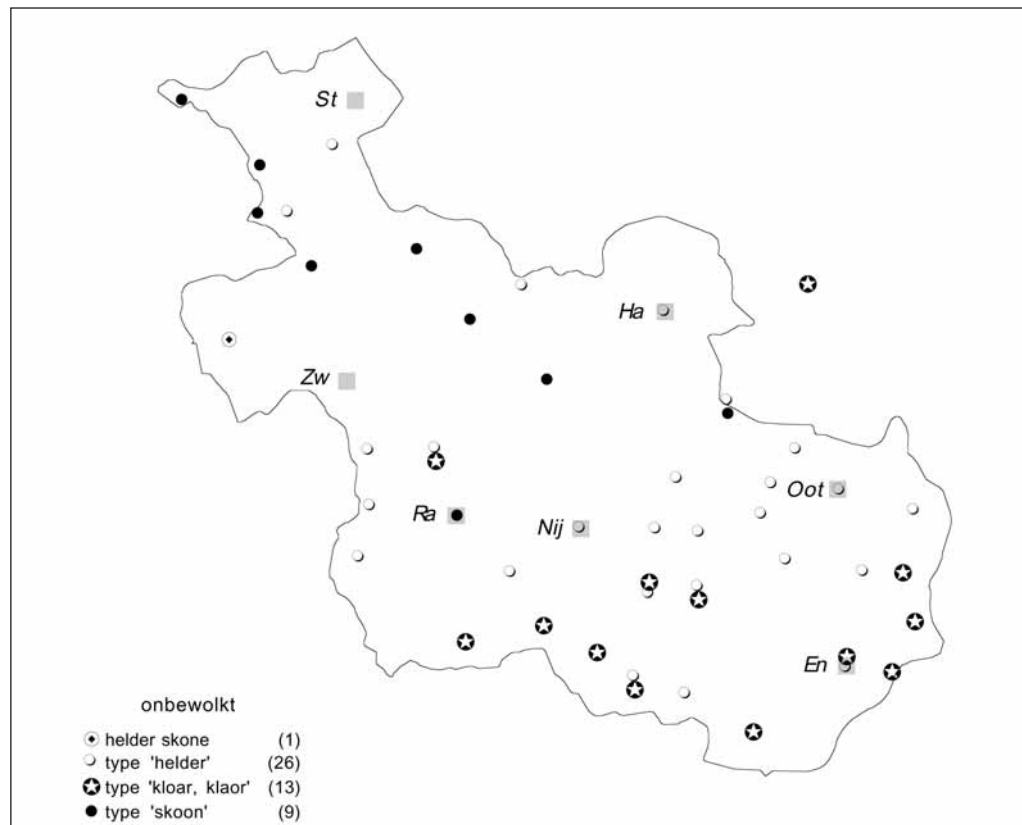 St
Ha
Zw
Oot
Ra
Nij
En
onbewolkt
helder skone (1)
type 'helder' (26)
type 'kloar, klaor' (13)
type 'skoon' (9)